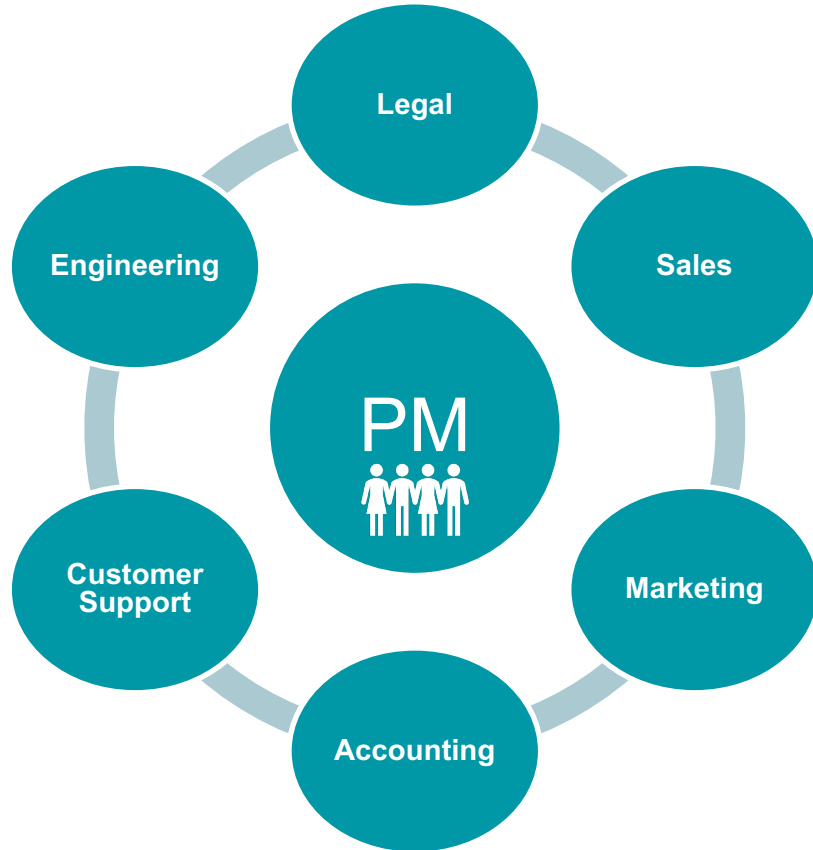 Legal
Engineering
Sales
PM
Customer
Support
Marketing
Accounting